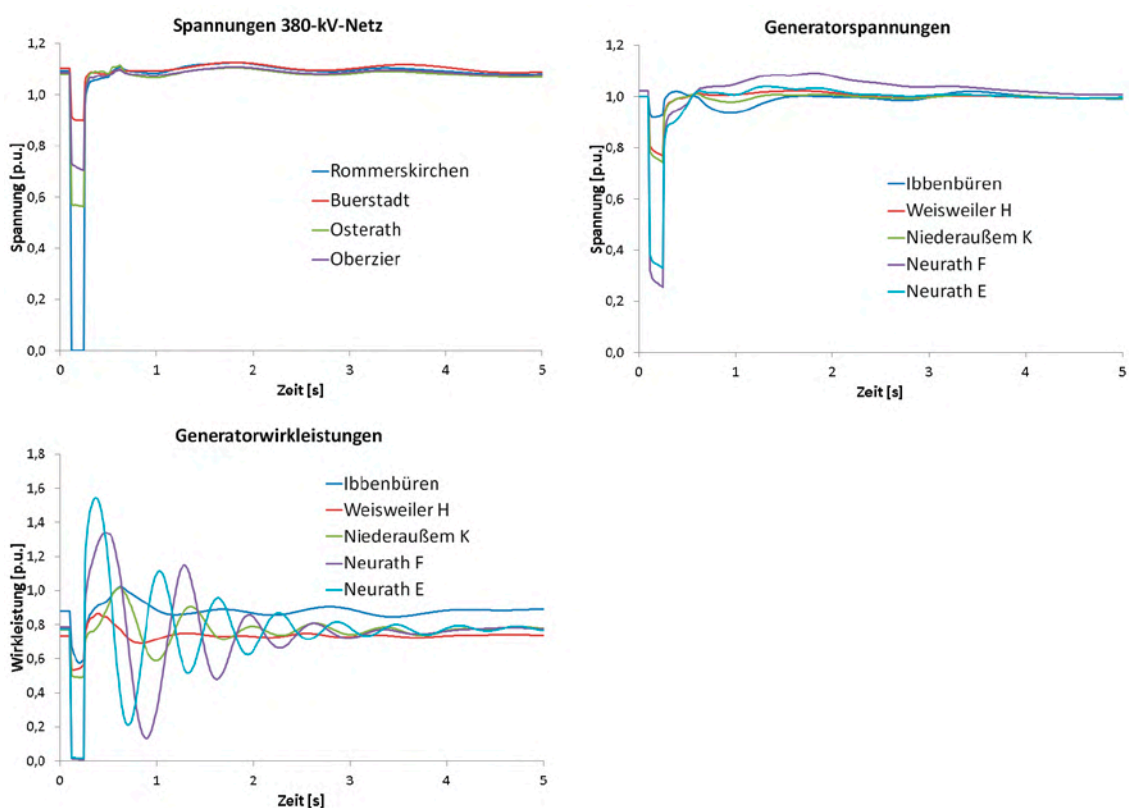 Spannungen 380-kV-Netz
1,2
1,0
0,8
0,6
0,4
0,2
0,0
Spannung [p.u.]
Rommerskirchen
Buerstadt
Osterath
Oberzier
0 1 2 3 4 5
Zeit [s]
Generatorspannungen
1,2
1,0
0,8
0,6
0,4
0,2
0,0
Spannung [p.u.]
Ibbenbüren
Weisweiler H
Niederaußem K
Neurath F
Neurath E
0 1 2 3 4 5
Zeit [s]
Generatorwirkleistungen
1,8
1,6
1,4
1,2
1,0
0,8
0,6
0,4
0,2
0,0
Wirkleistung [p.u.]
Ibbenbüren
Weisweiler H
Niederaußem K
Neurath F
Neurath E
0 1 2 3 4 5
Zeit [s]